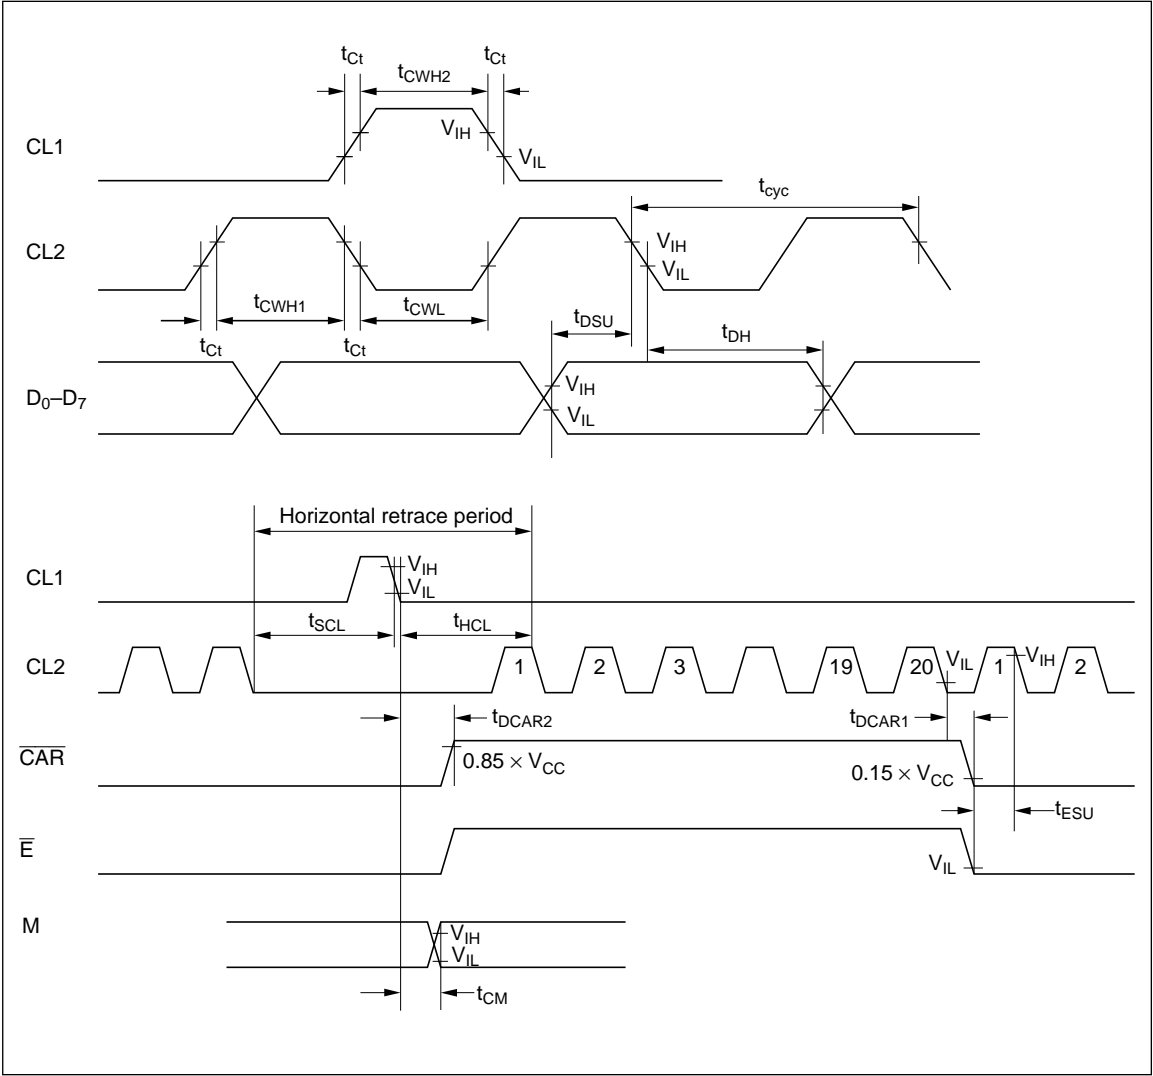 tCt tCt
tCWH2
CL1 VIH
VIL
tcyc
CL2 VIH
VIL
tCWH1 tCWL tDSU
tCt tCt tDH
D0–D7 VIH
VIL
Horizontal retrace period
CL1 VIH
VIL
tSCL tHCL
CL2 1 2 3 19 20 VIL 1 VIH 2
tDCAR2 tDCAR1
CAR 0.85 × VCC 0.15 × VCC
tESU
E VIL
M VIH
VIL
tCM